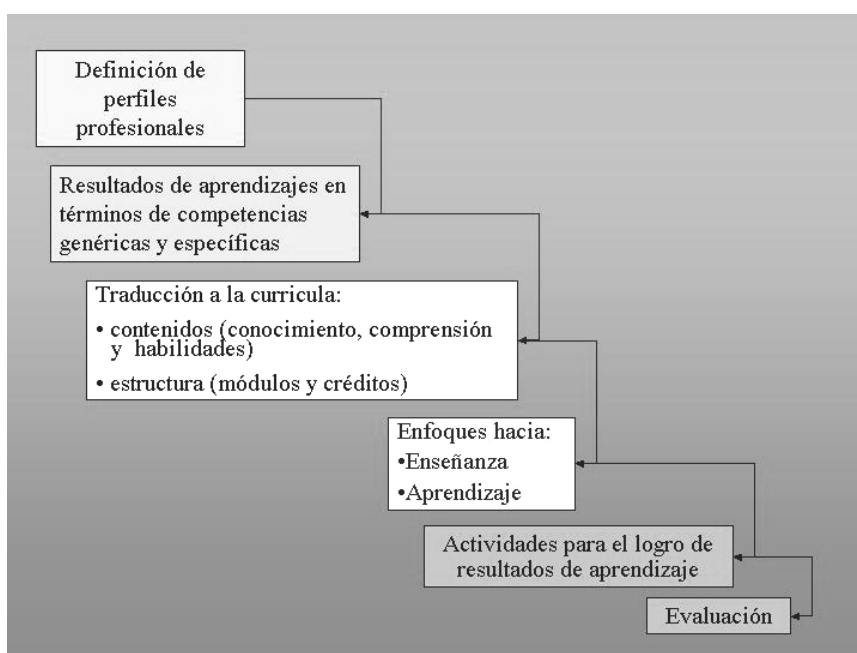 Definición de
perfiles
profesionales
Resultados de aprendizajes en
términos de competencias
genéricas y específicas
Traducción a la curricula:
• contenidos (conocimiento, comprensión
y habilidades)
• estructura (módulos y créditos)
Enfoques hacia:
•Enseñanza
•Aprendizaje
Actividades para el logro de
resultados de aprendizaje
Evaluación